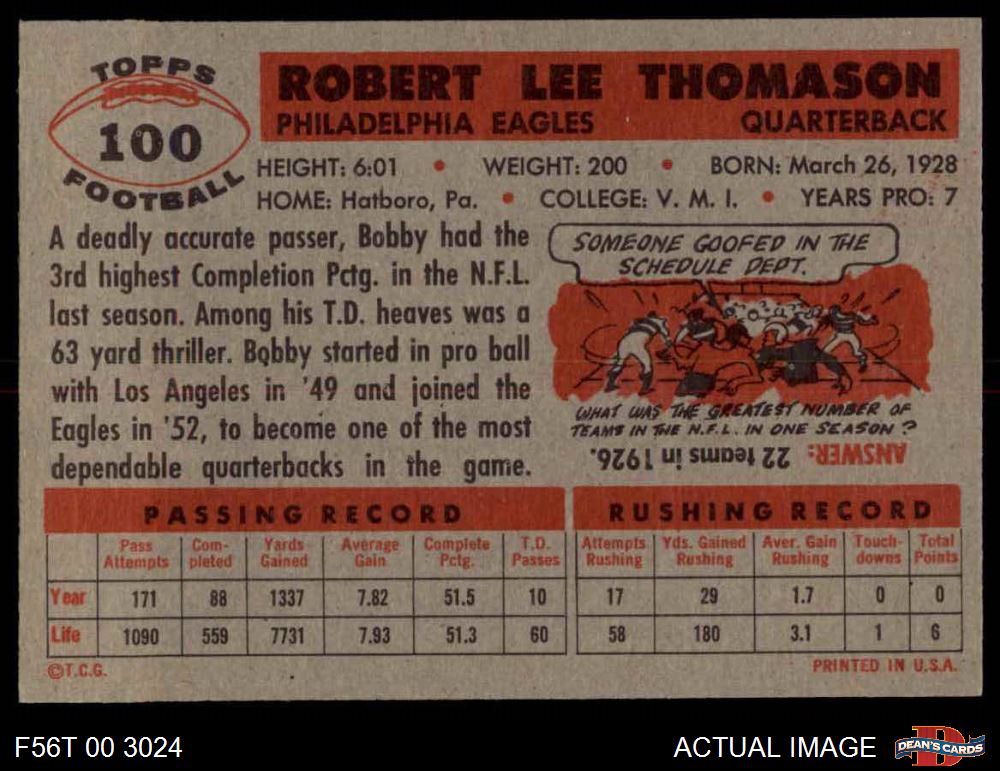 TOPPS
100
FOOTBALL
ROBERT LEE THOMASON
PHILADELPHIA EAGLES QUARTERBACK
HEIGHT: 6:01 • WEIGHT: 200 • BORN: March 26, 1928
HOME: Hatboro, Pa. • COLLEGE: V. M. I. • YEARS PRO: 7
A deadly accurate passer, Bobby had the
3rd highest Completion Pctg. in the N.F.L.
last season. Among his T.D. heaves was a
63 yard thriller. Bobby started in pro ball
with Los Angeles in '49 and joined the
Eagles in '52, to become one of the most
dependable quarterbacks in the game.
SOMEONE GOOFED IN THE
SCHEDULE DEPT.
WHAT WAS THE GREATEST NUMBER OF
TEAMS IN THE N.F.L. IN ONE SEASON?
ANSWER: 22 teams in 1926.
PASSING RECORD
Pass Attempts Com-pleted Yards Gained Average Gain Complete Pctg. T.D. Passes
Year 171 88 1337 7.82 51.5 10
Life 1090 559 7731 7.93 51.3 60
RUSHING RECORD
Attempts Rushing Yds. Gained Rushing Aver. Gain Rushing Touch-downs Total Points
17 29 1.7 0 0
58 180 3.1 1 6
©T.C.G. PRINTED IN U.S.A.
F56T 00 3024 ACTUAL IMAGE DEAN'S CARDS